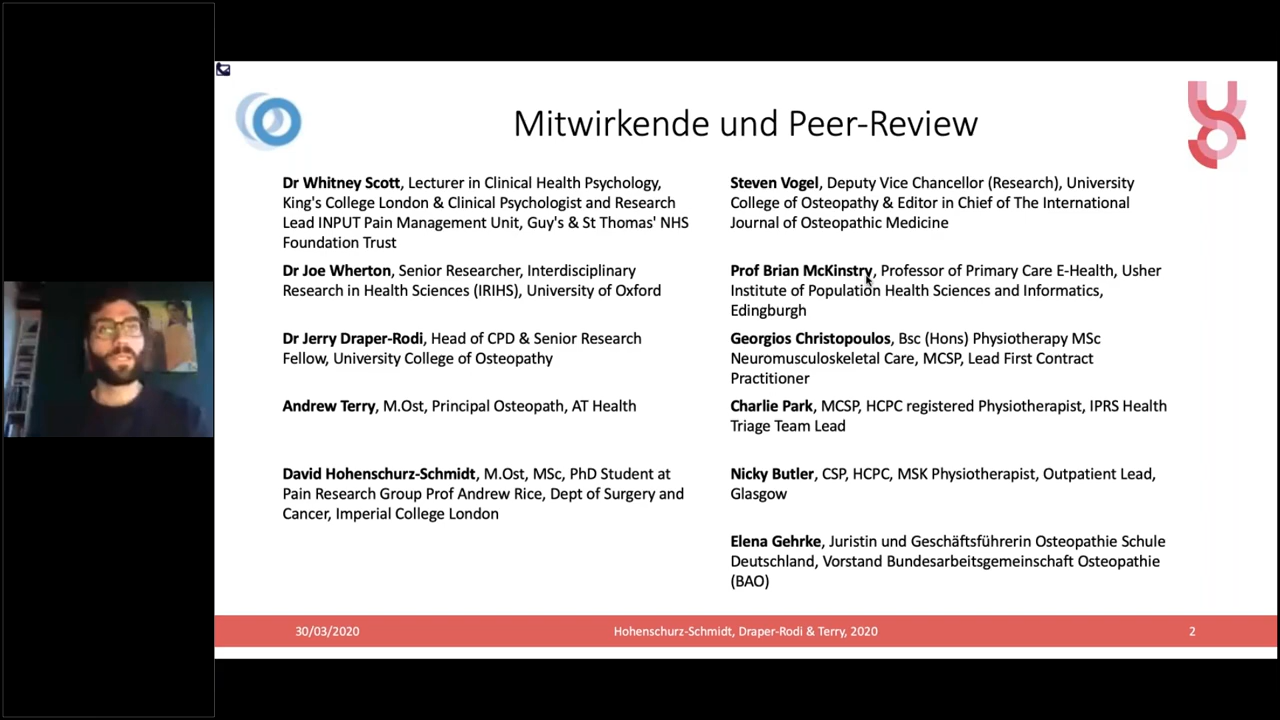 Mitwirkende und Peer-Review
Dr Whitney Scott, Lecturer in Clinical Health Psychology,
King's College London & Clinical Psychologist and Research
Lead INPUT Pain Management Unit, Guy's & St Thomas' NHS
Foundation Trust
Dr Joe Wherton, Senior Researcher, Interdisciplinary
Research in Health Sciences (IRIHS), University of Oxford
Dr Jerry Draper-Rodi, Head of CPD & Senior Research
Fellow, University College of Osteopathy
Andrew Terry, M.Ost, Principal Osteopath, AT Health
David Hohenschurz-Schmidt, M.Ost, MSc, PhD Student at
Pain Research Group Prof Andrew Rice, Dept of Surgery and
Cancer, Imperial College London
Steven Vogel, Deputy Vice Chancellor (Research), University
College of Osteopathy & Editor in Chief of The International
Journal of Osteopathic Medicine
Prof Brian McKinstry, Professor of Primary Care E-Health, Usher
Institute of Population Health Sciences and Informatics,
Edingburgh
Georgios Christopoulos, Bsc (Hons) Physiotherapy MSc
Neuromusculoskeletal Care, MCSP, Lead First Contract
Practitioner
Charlie Park, MCSP, HCPC registered Physiotherapist, IPRS Health
Triage Team Lead
Nicky Butler, CSP, HCPC, MSK Physiotherapist, Outpatient Lead,
Glasgow
Elena Gehrke, Juristin und Geschäftsführerin Osteopathie Schule
Deutschland, Vorstand Bundesarbeitsgemeinschaft Osteopathie
(BAO)
30/03/2020
Hohenschurz-Schmidt, Draper-Rodi & Terry, 2020
2